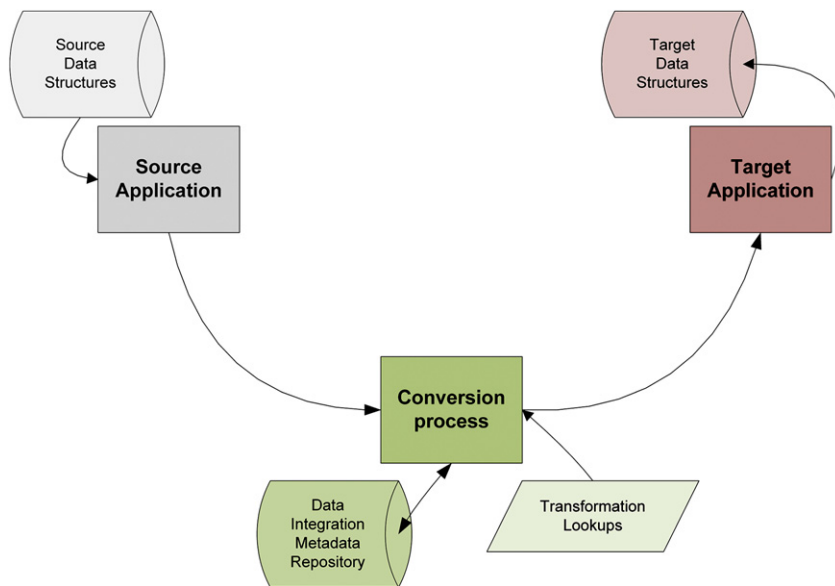 Source
Data
Structures
Target
Data
Structures
Source
Application
Target
Application
Conversion
process
Data
Integration
Metadata
Repository
Transformation
Lookups